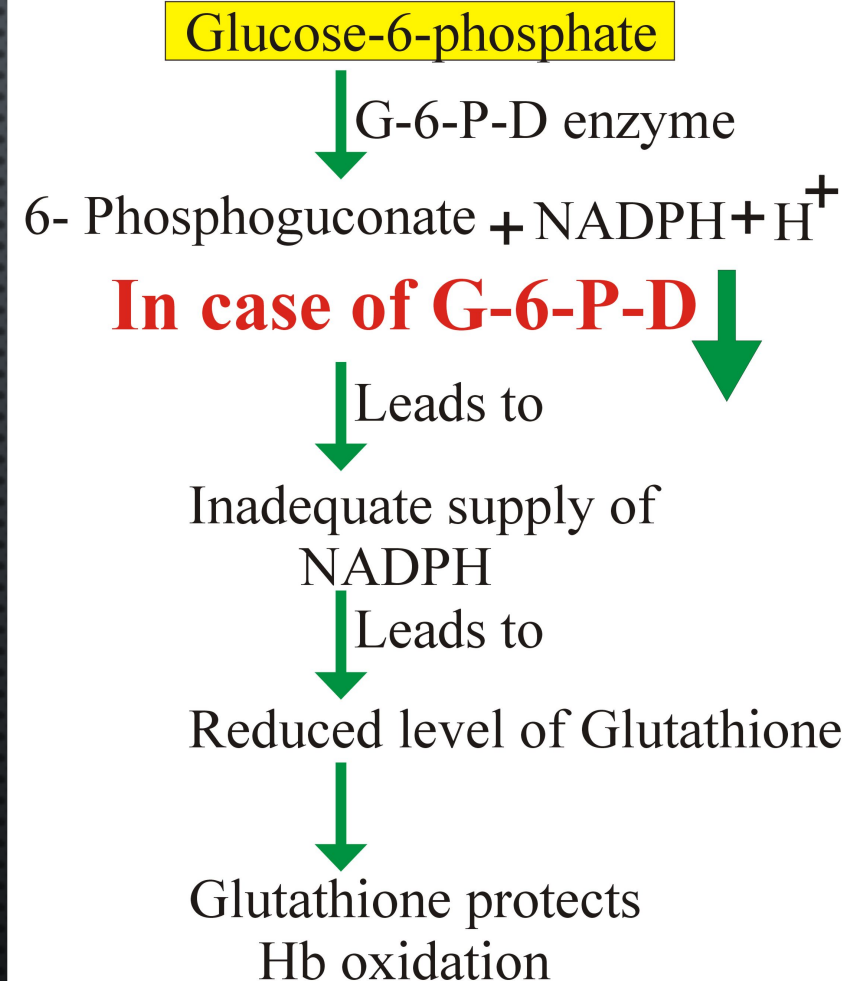 Glucose-6-phosphate
G-6-P-D enzyme
6- Phosphoguconate + NADPH + H+
In case of G-6-P-D
Leads to
Inadequate supply of
NADPH
Leads to
Reduced level of Glutathione
Glutathione protects
Hb oxidation